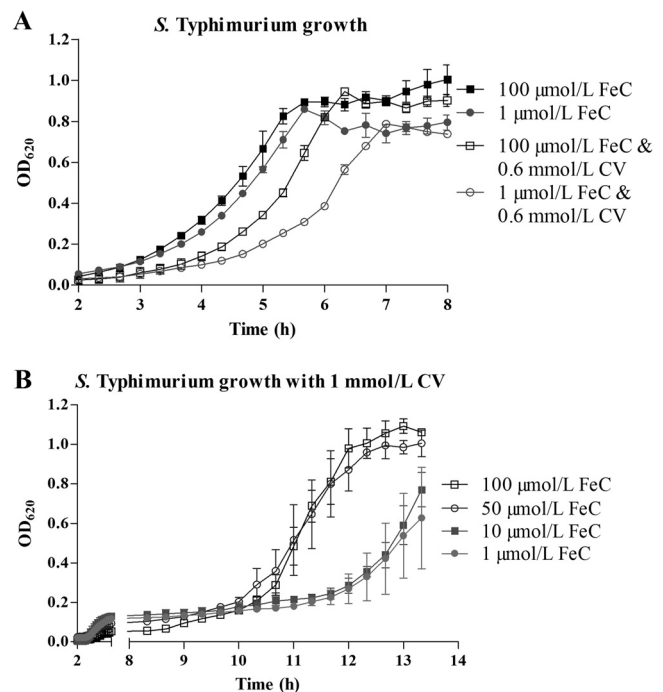 A
S. Typhimurium growth
1.2
1.0
0.8
0.6
0.4
0.2
0.0
OD620
2 3 4 5 6 7 8
Time (h)
100 μmol/L FeC
1 μmol/L FeC
100 μmol/L FeC &
0.6 mmol/L CV
1 μmol/L FeC &
0.6 mmol/L CV
B
S. Typhimurium growth with 1 mmol/L CV
1.2
1.0
0.8
0.6
0.4
0.2
0.0
OD620
2 8 9 10 11 12 13 14
Time (h)
100 μmol/L FeC
50 μmol/L FeC
10 μmol/L FeC
1 μmol/L FeC